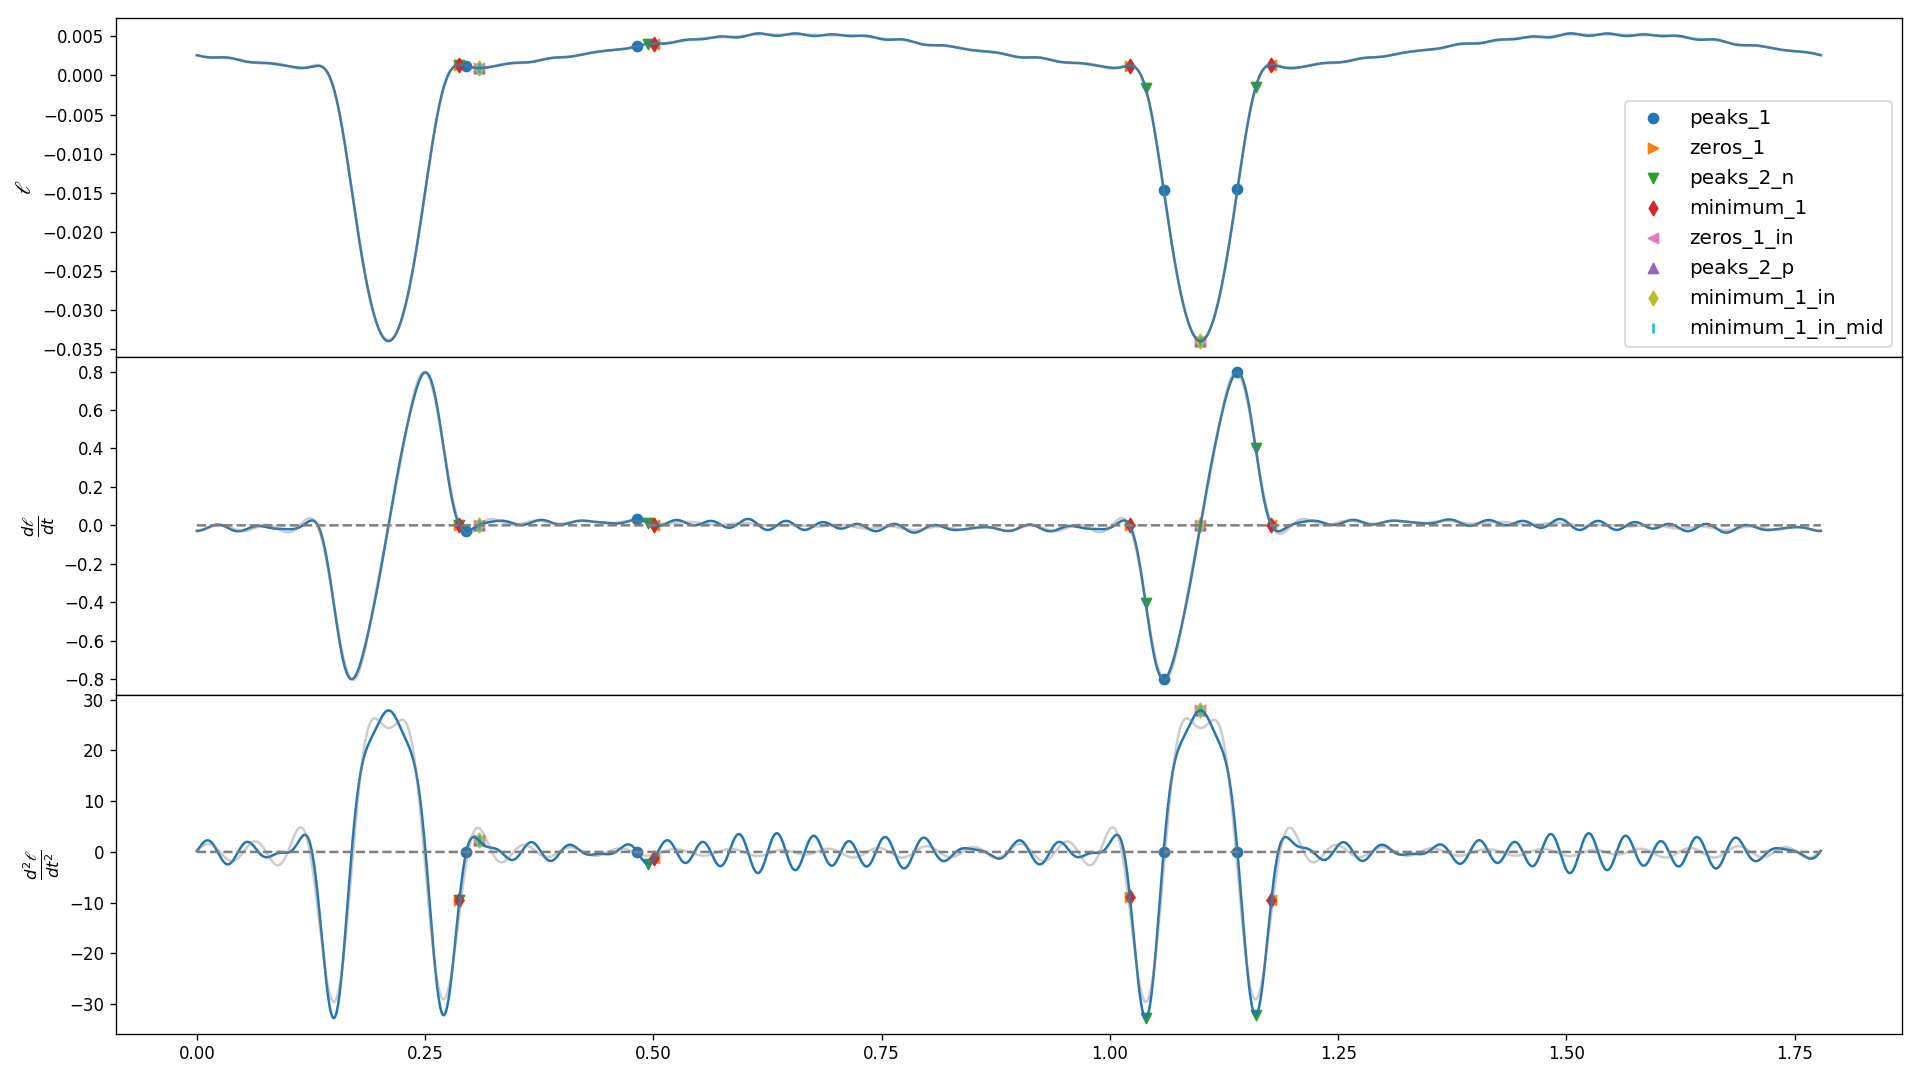 0.005
0.000
−0.005
−0.010
−0.015
−0.020
−0.025
−0.030
−0.035
ℓ
peaks_1
zeros_1
peaks_2_n
minimum_1
zeros_1_in
peaks_2_p
minimum_1_in
minimum_1_in_mid
0.8
0.6
0.4
0.2
0.0
−0.2
−0.4
−0.6
−0.8
dℓ
dt
30
20
10
0
−10
−20
−30
d²ℓ
dt²
0.00 0.25 0.50 0.75 1.00 1.25 1.50 1.75